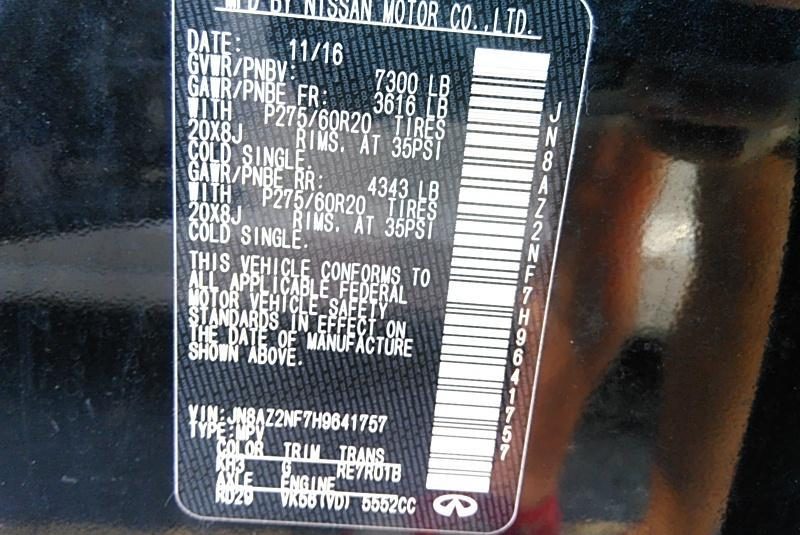 MFD BY NISSAN MOTOR CO.,LTD.
DATE: 11/16
GVWR/PNBV: 7300 LB
GAWR/PNBE FR: 3616 LB
WITH P275/60R20 TIRES
20X8J RIMS. AT 35PSI
COLD SINGLE.
GAWR/PNBE RR: 4343 LB
WITH P275/60R20 TIRES
20X8J RIMS. AT 35PSI
COLD SINGLE.
THIS VEHICLE CONFORMS TO
ALL APPLICABLE FEDERAL
MOTOR VEHICLE SAFETY
STANDARDS IN EFFECT ON
THE DATE OF MANUFACTURE
SHOWN ABOVE.
VIN:JN8AZ2NF7H9641757
TYPE:MPV
COLOR TRIM TRANS
KH3 G RE7R01B
AXLE ENGINE
RD29 VK56(VD) 5552CC
JN8AZ2NF7H9641757